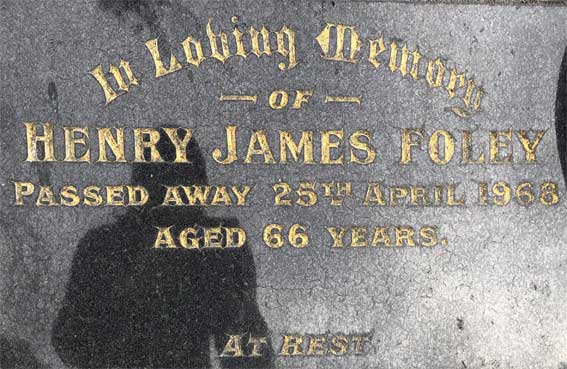 In Loving Memory
— OF —
HENRY JAMES FOLEY
PASSED AWAY 25TH APRIL 1968
AGED 66 YEARS.
AT REST